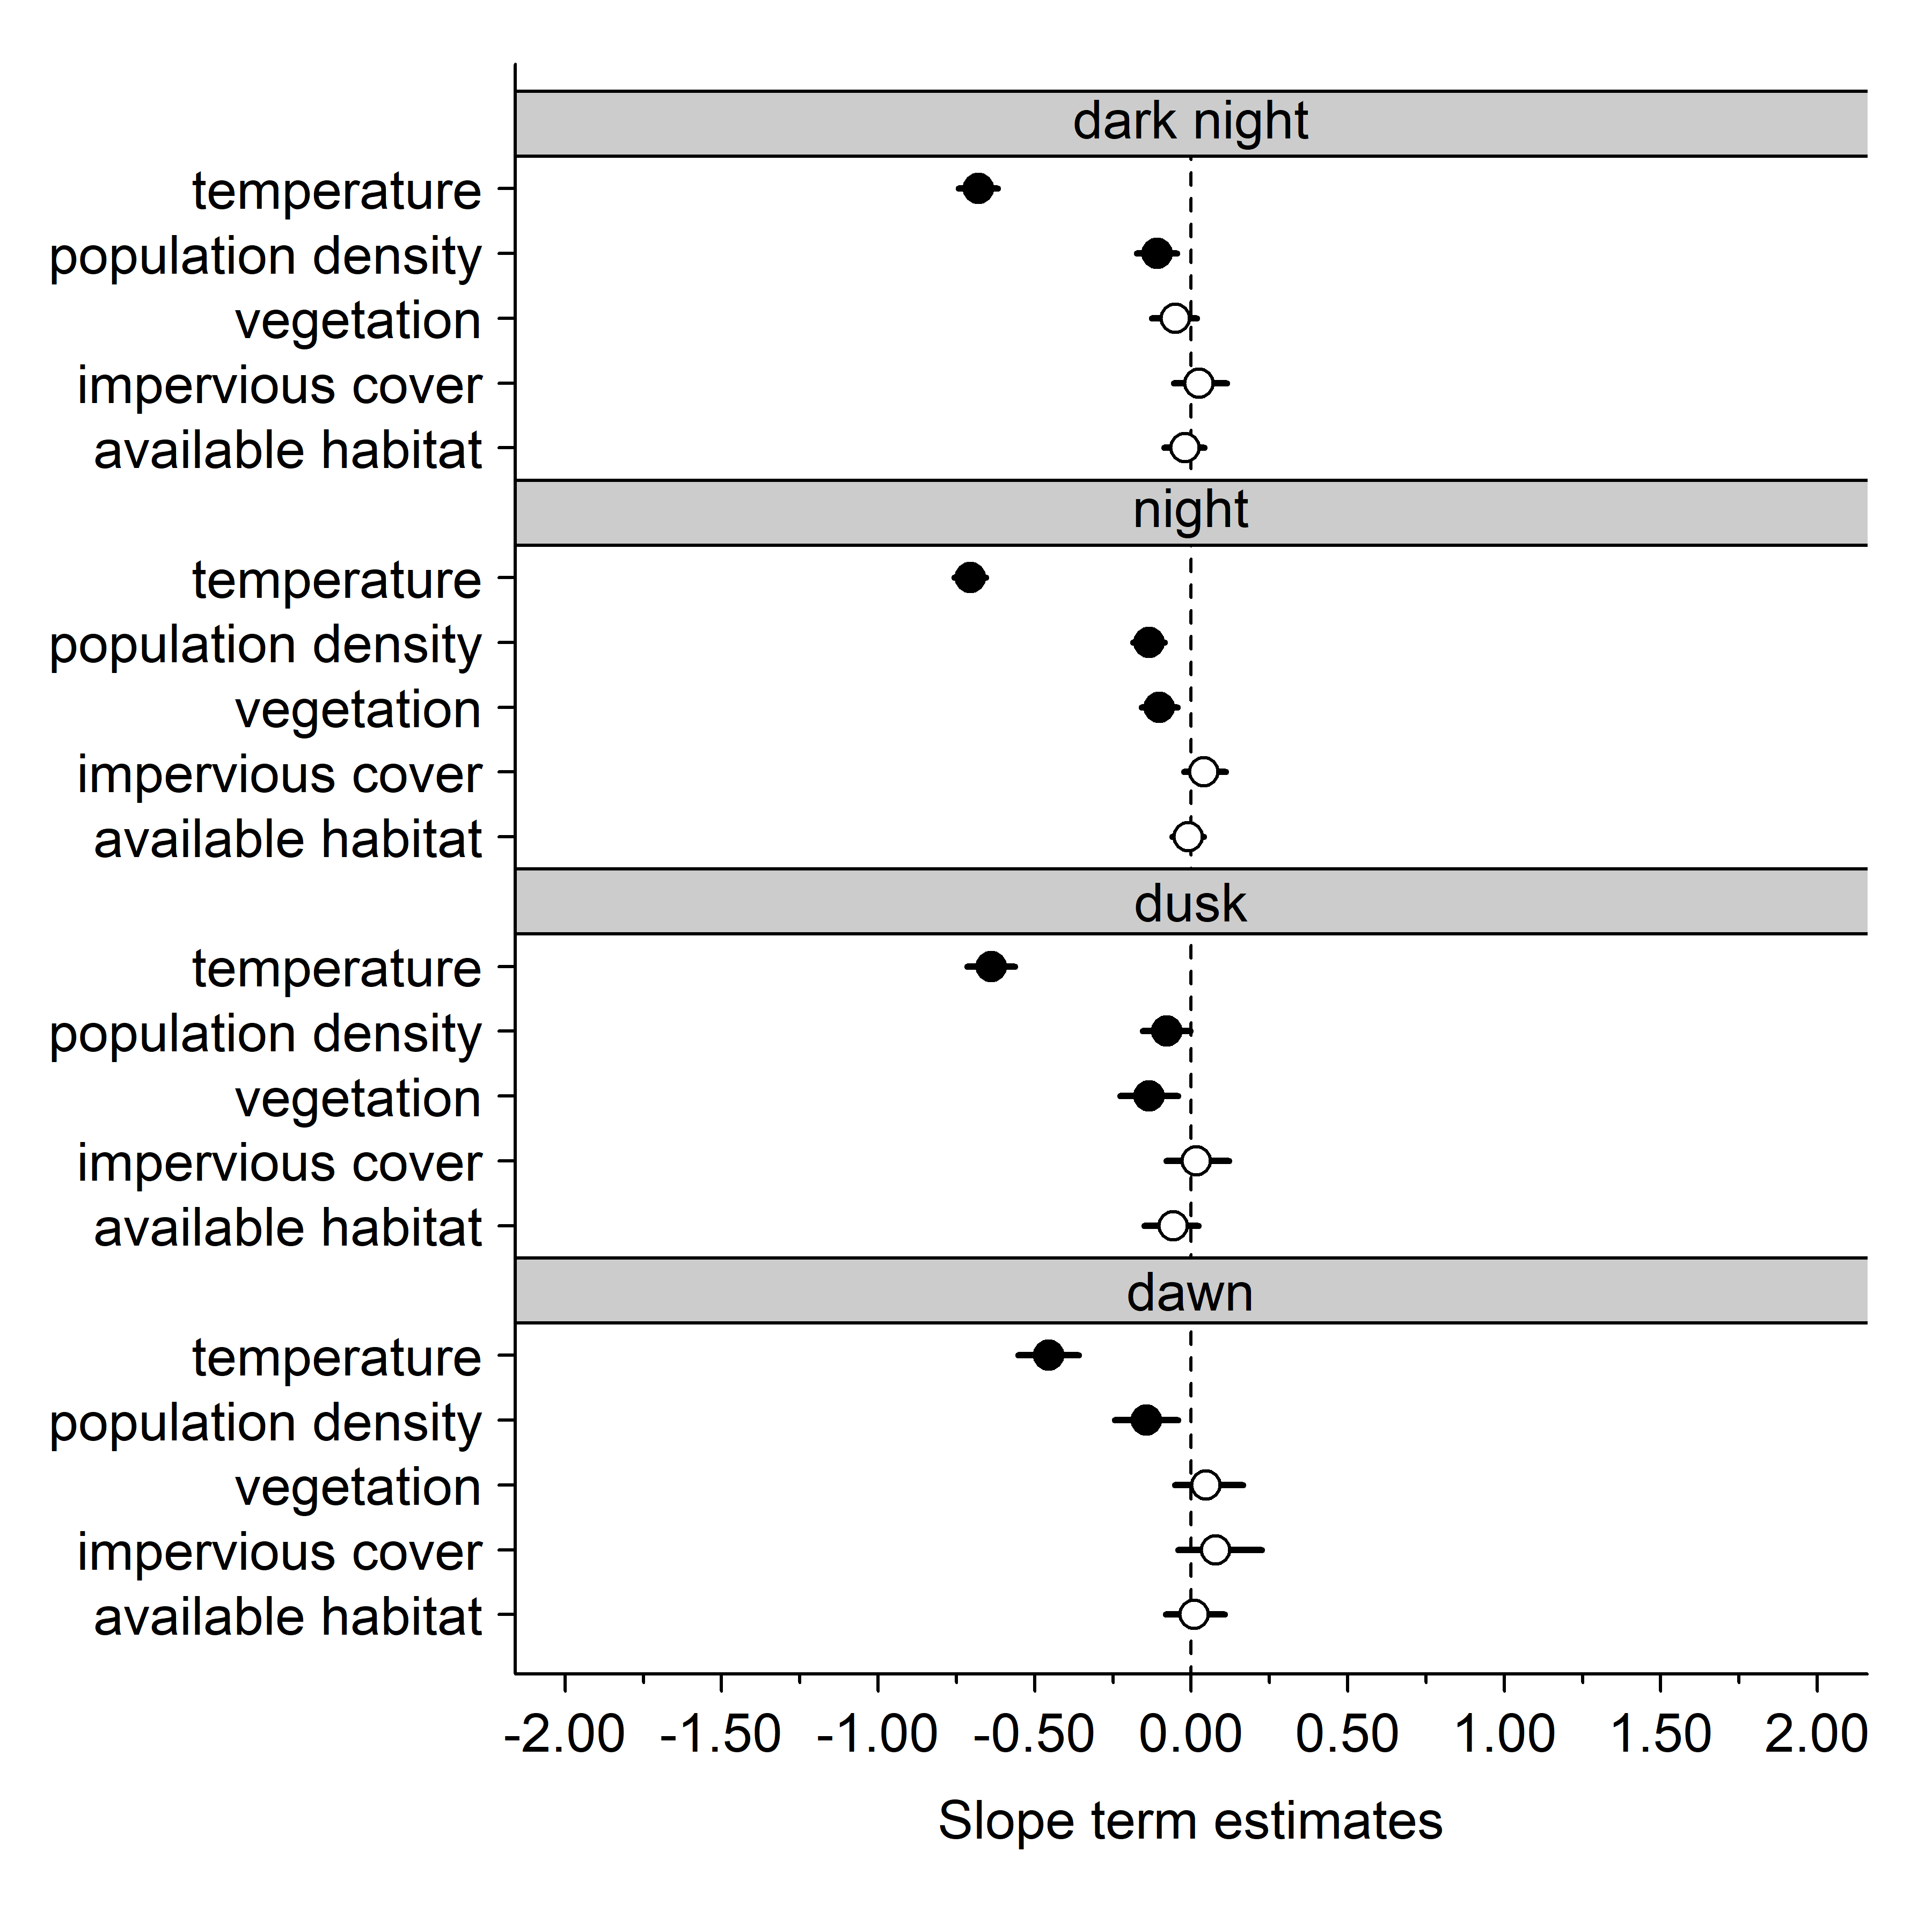 dark night
temperature
population density
vegetation
impervious cover
available habitat
night
temperature
population density
vegetation
impervious cover
available habitat
dusk
temperature
population density
vegetation
impervious cover
available habitat
dawn
temperature
population density
vegetation
impervious cover
available habitat
-2.00 -1.50 -1.00 -0.50 0.00 0.50 1.00 1.50 2.00
Slope term estimates